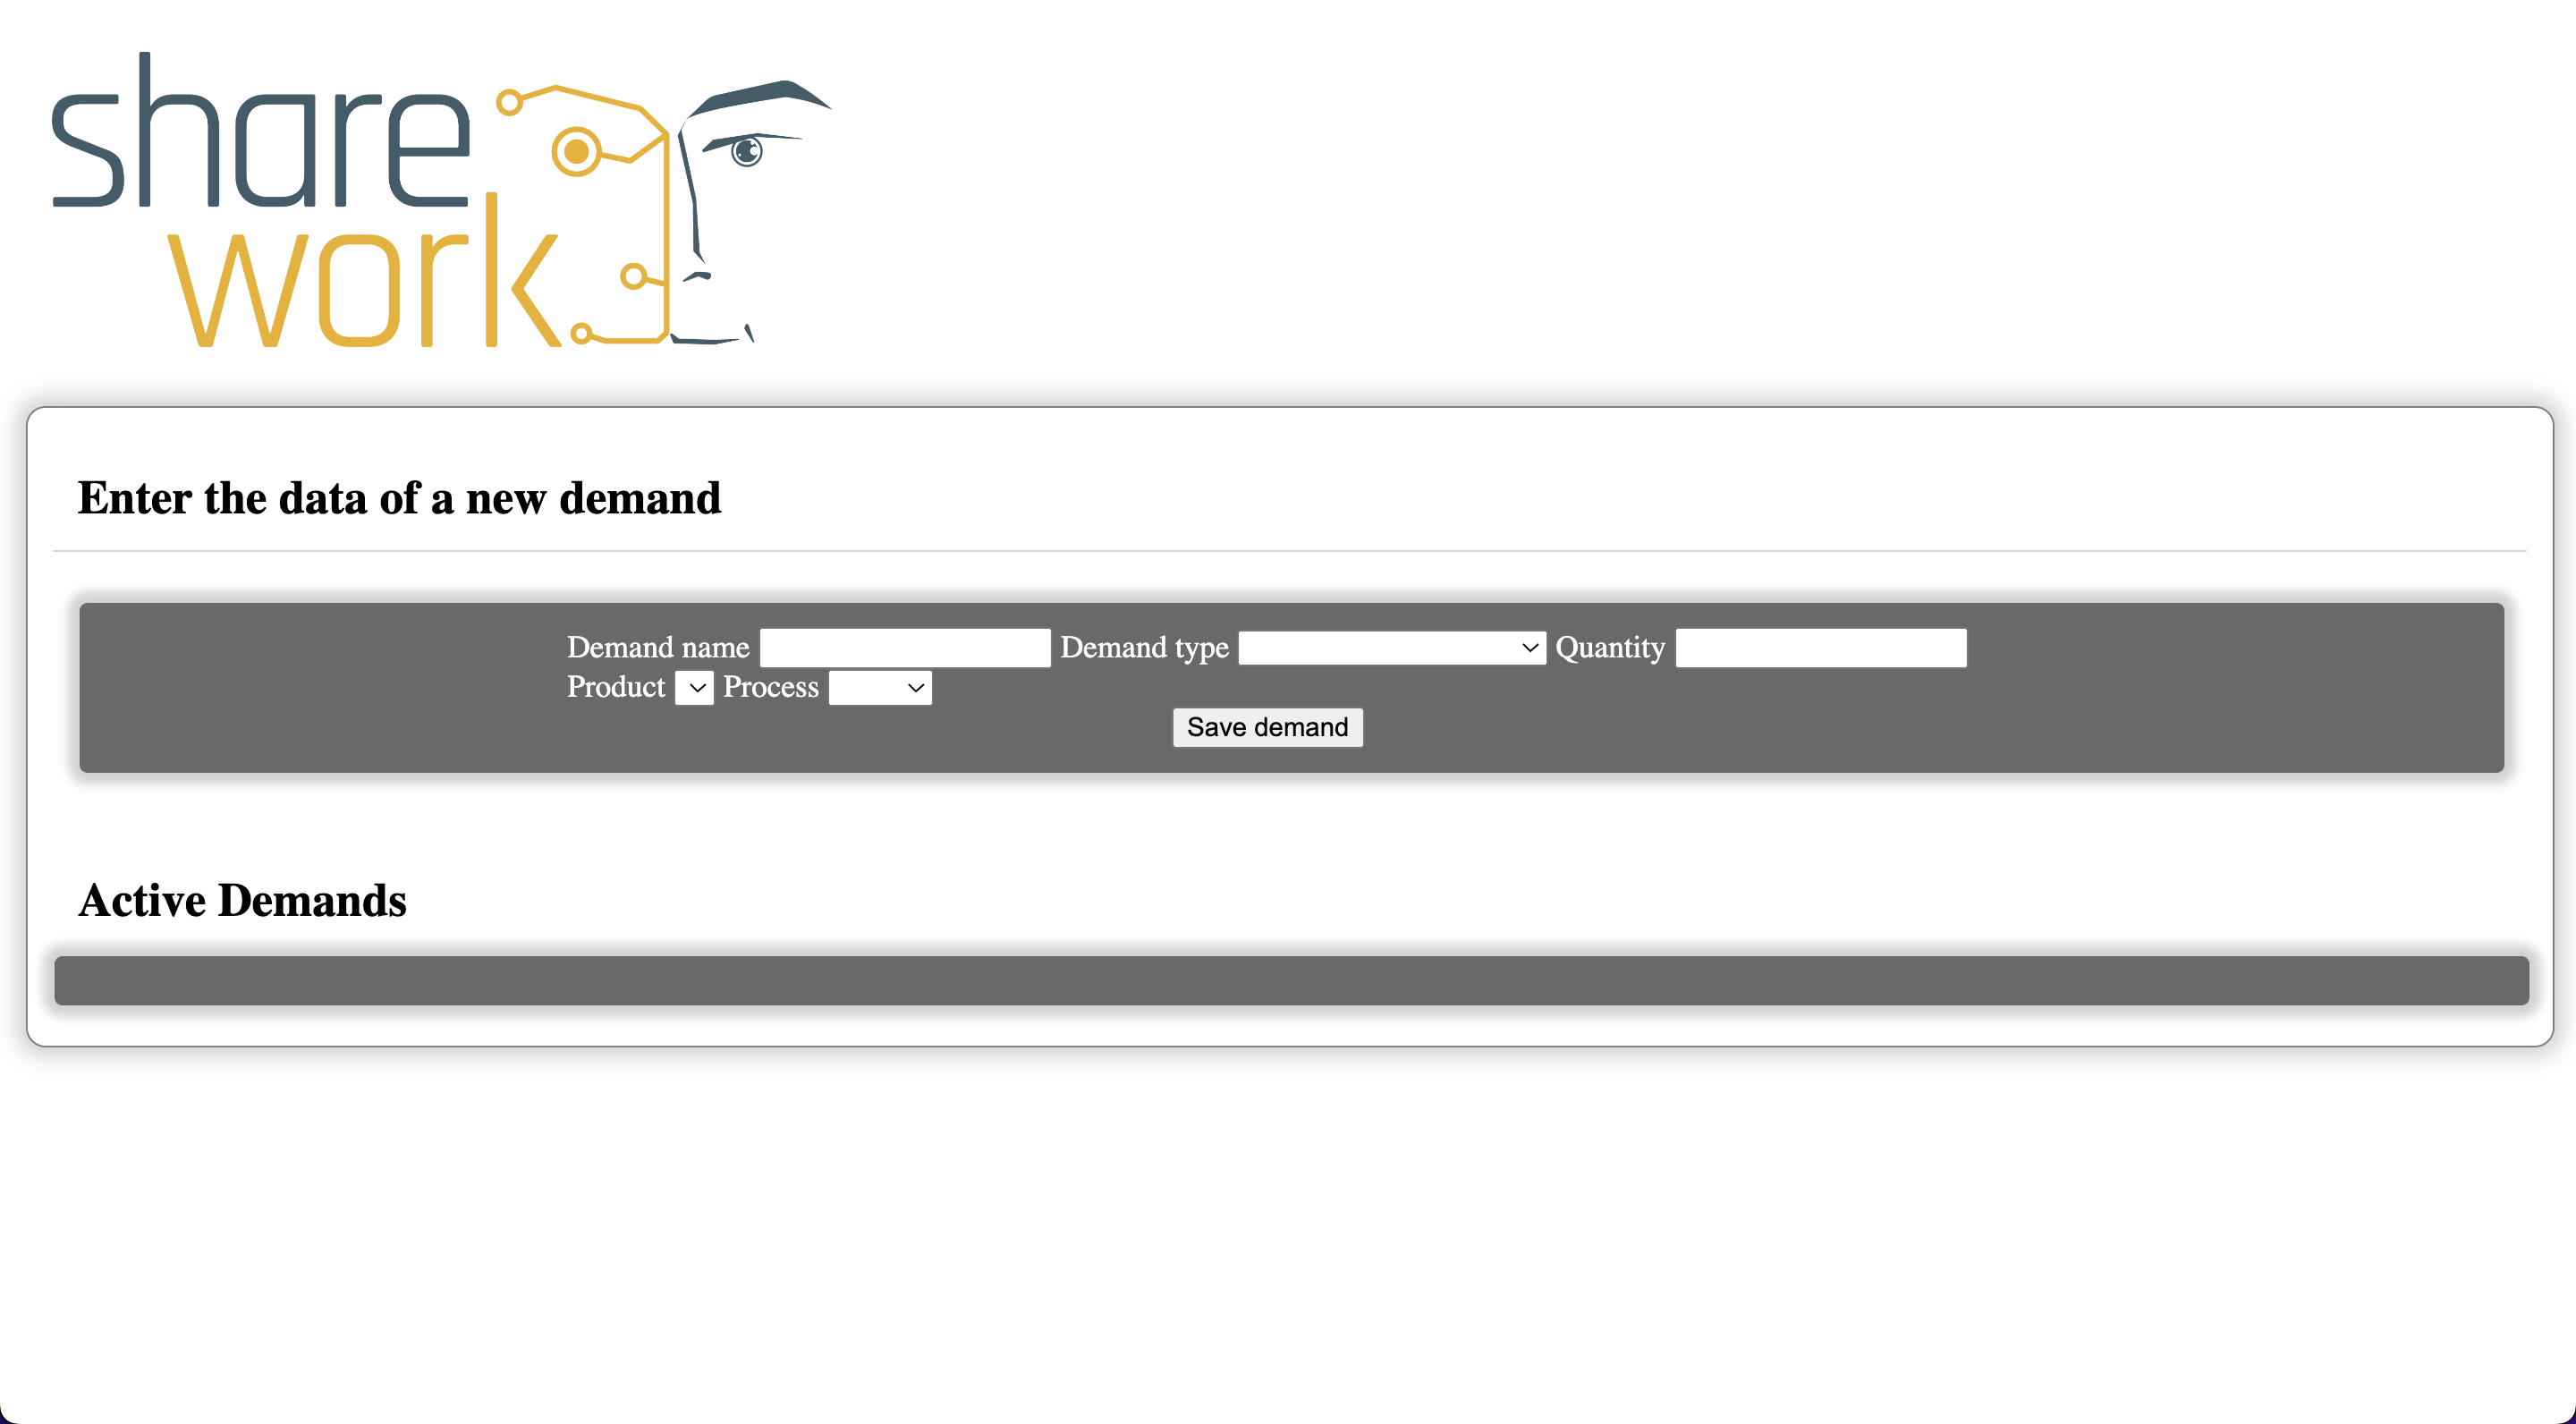 share
work
Enter the data of a new demand
Demand name Demand type Quantity
Product Process
Save demand
Active Demands